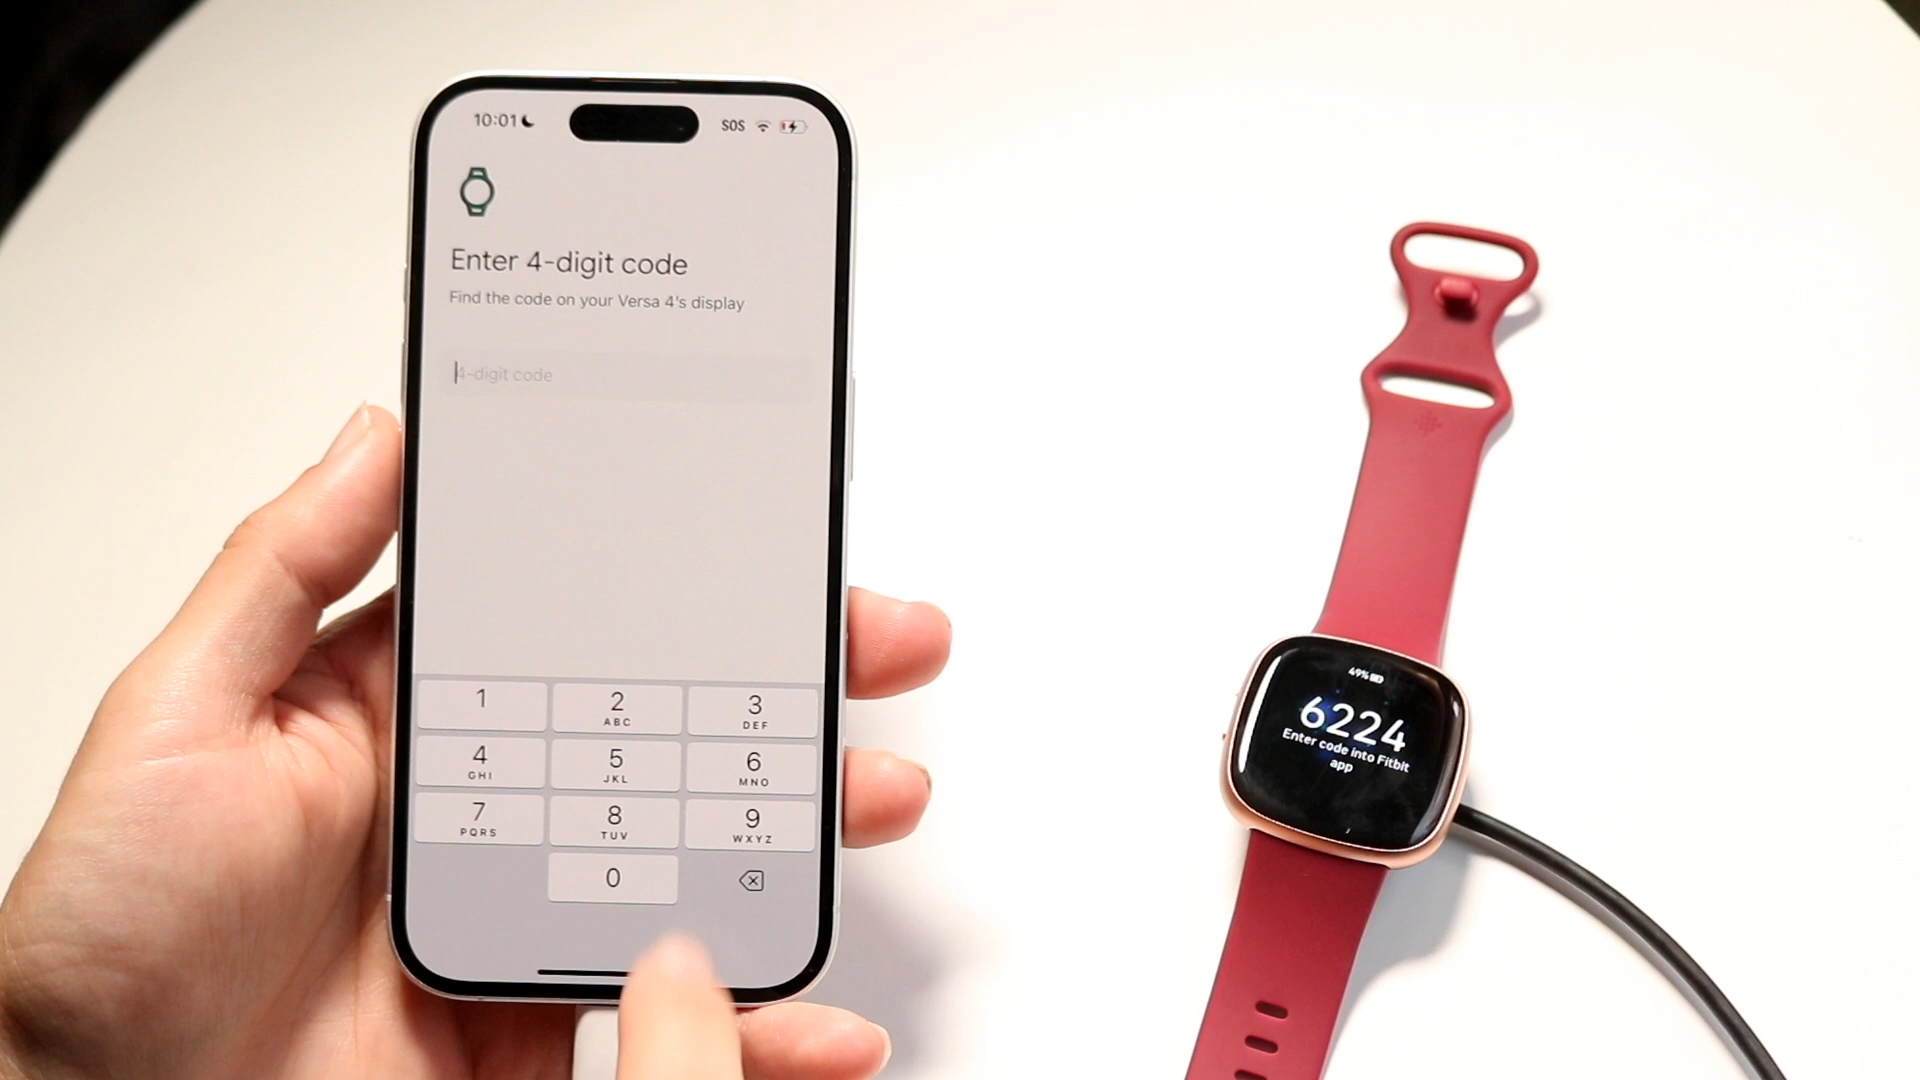 10:01
SOS
Enter 4-digit code
Find the code on your Versa 4's display
4-digit code
1
2
ABC
3
DEF
4
GHI
5
JKL
6
MNO
7
PQRS
8
TUV
9
WXYZ
0
49%
6224
Enter code into Fitbit
app